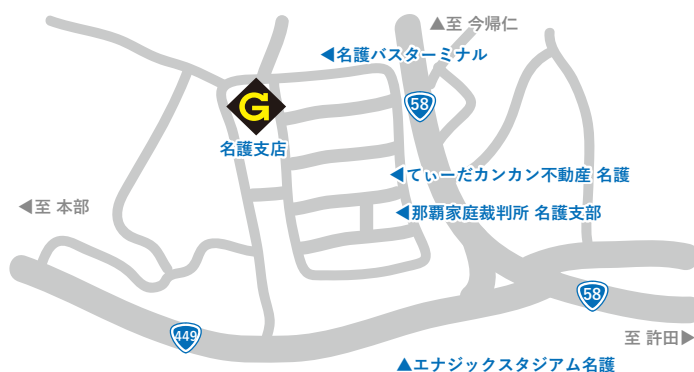 ▲至 今帰仁
◀名護バスターミナル
58
G
名護支店
◀てぃーだカンカン不動産 名護
◀至 本部
◀那覇家庭裁判所 名護支部
58
449
至 許田▶
▲エナジックスタジアム名護